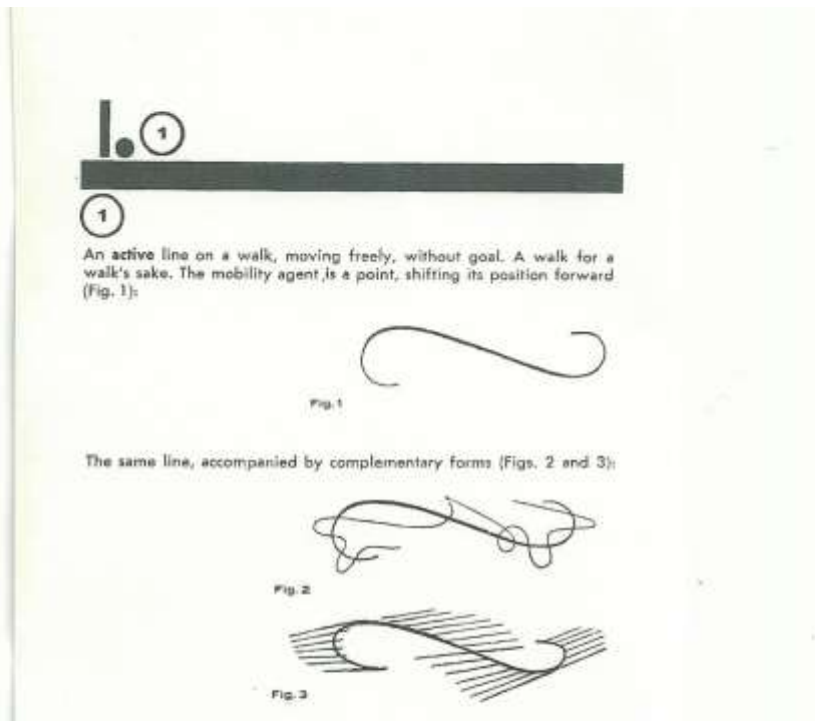 I. 1
1
An active line on a walk, moving freely, without goal. A walk for a
walk's sake. The mobility agent, is a point, shifting its position forward
(Fig. 1):
Fig. 1
The same line, accompanied by complementary forms (Figs. 2 and 3):
Fig. 2
Fig. 3